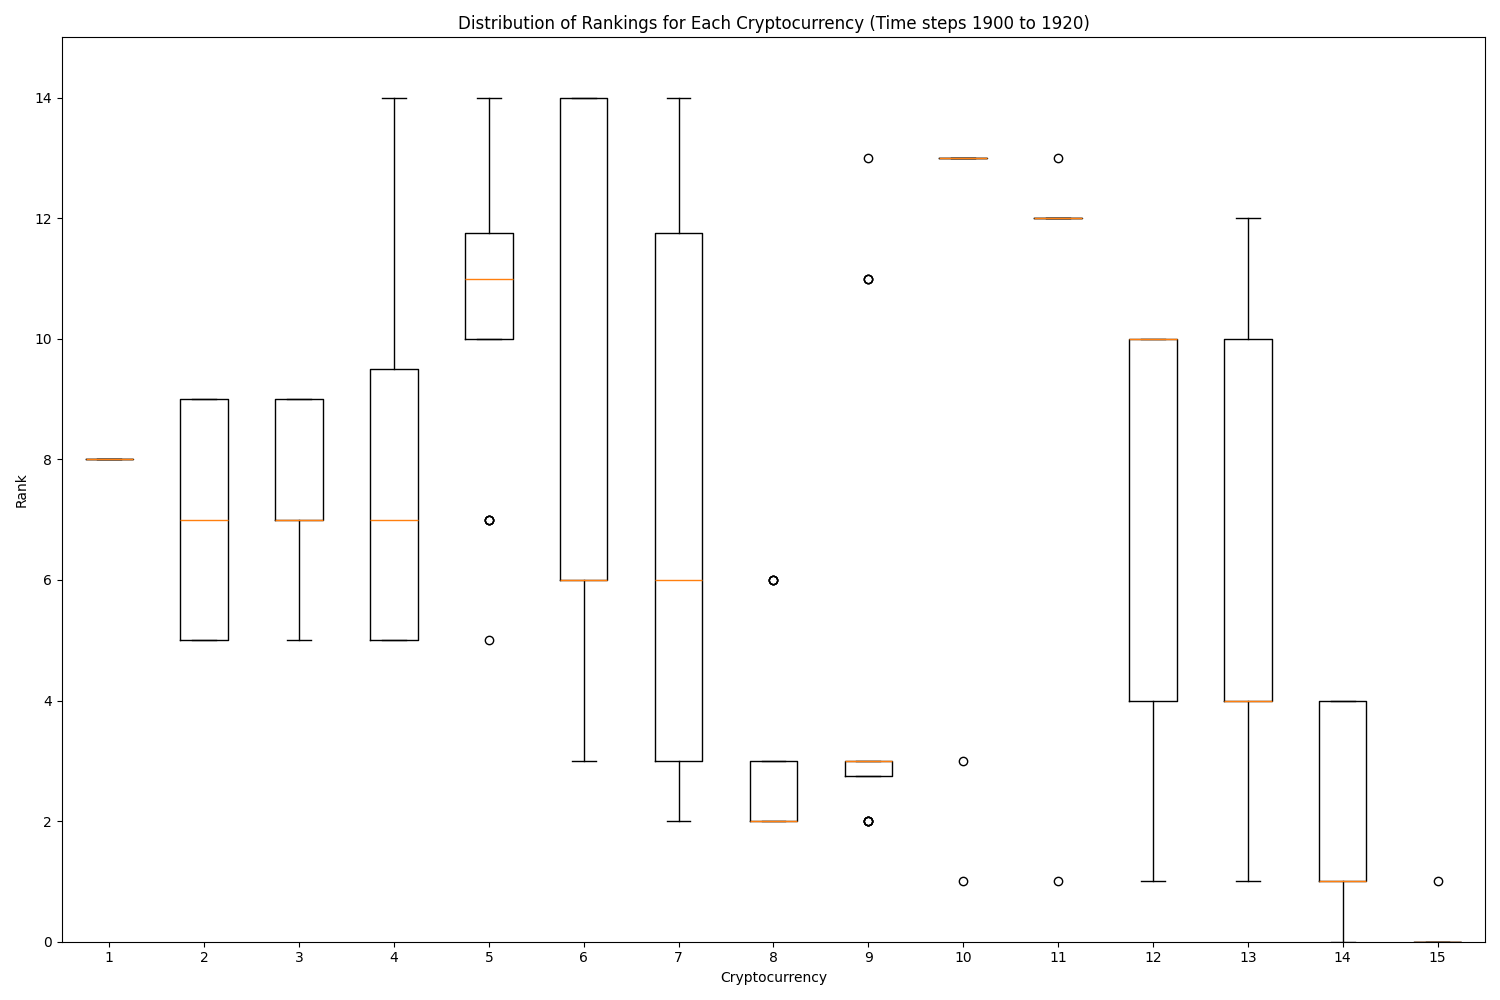 Distribution of Rankings for Each Cryptocurrency (Time steps 1900 to 1920)
14
12
10
8
6
4
2
0
Rank
1 2 3 4 5 6 7 8 9 10 11 12 13 14 15
Cryptocurrency